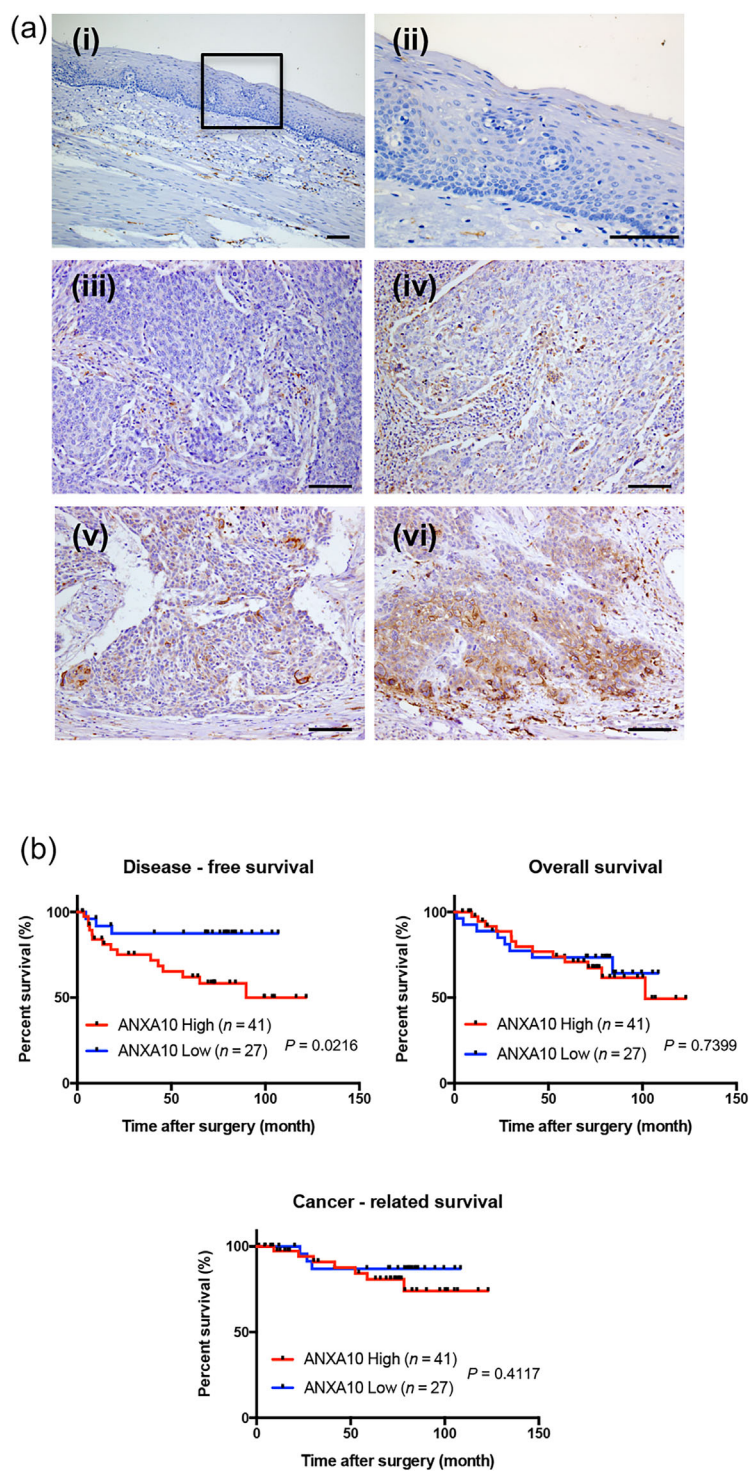 (a)
(i)
(ii)
(iii)
(iv)
(v)
(vi)
(b)
Disease - free survival
Percent survival (%)
100
50
0
ANXA10 High (n = 41)
ANXA10 Low (n = 27)
P = 0.0216
0
50
100
150
Time after surgery (month)
Overall survival
Percent survival (%)
100
50
0
ANXA10 High (n = 41)
ANXA10 Low (n = 27)
P = 0.7399
0
50
100
150
Time after surgery (month)
Cancer - related survival
Percent survival (%)
100
50
0
ANXA10 High (n = 41)
ANXA10 Low (n = 27)
P = 0.4117
0
50
100
150
Time after surgery (month)